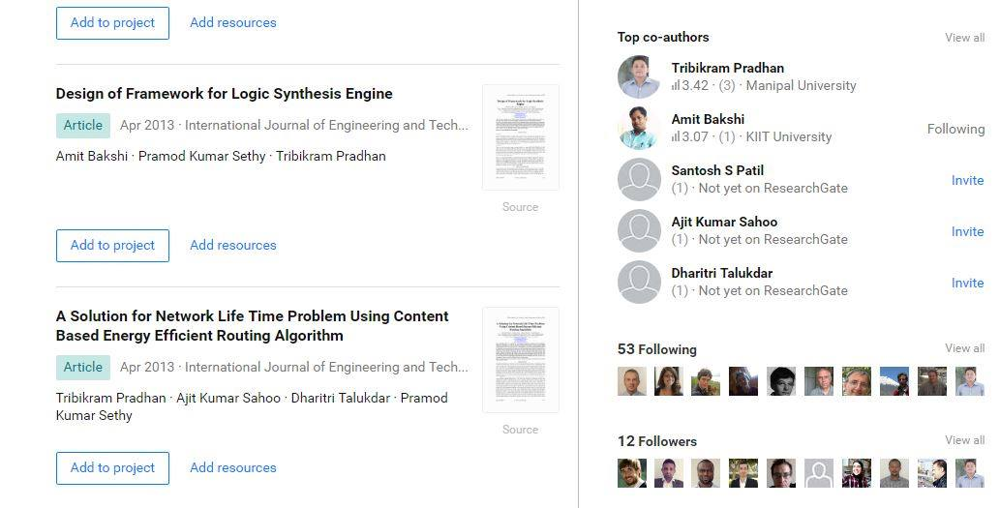 Add to project Add resources
Design of Framework for Logic Synthesis Engine
Article Apr 2013 · International Journal of Engineering and Tech...
Amit Bakshi · Pramod Kumar Sethy · Tribikram Pradhan
Source
Add to project Add resources
A Solution for Network Life Time Problem Using Content
Based Energy Efficient Routing Algorithm
Article Apr 2013 · International Journal of Engineering and Tech...
Tribikram Pradhan · Ajit Kumar Sahoo · Dharitri Talukdar · Pramod
Kumar Sethy
Source
Add to project Add resources
Top co-authors View all
Tribikram Pradhan
3.42 · (3) · Manipal University
Amit Bakshi
3.07 · (1) · KIIT University
Following
Santosh S Patil
(1) · Not yet on ResearchGate
Invite
Ajit Kumar Sahoo
(1) · Not yet on ResearchGate
Invite
Dharitri Talukdar
(1) · Not yet on ResearchGate
Invite
53 Following View all
12 Followers View all